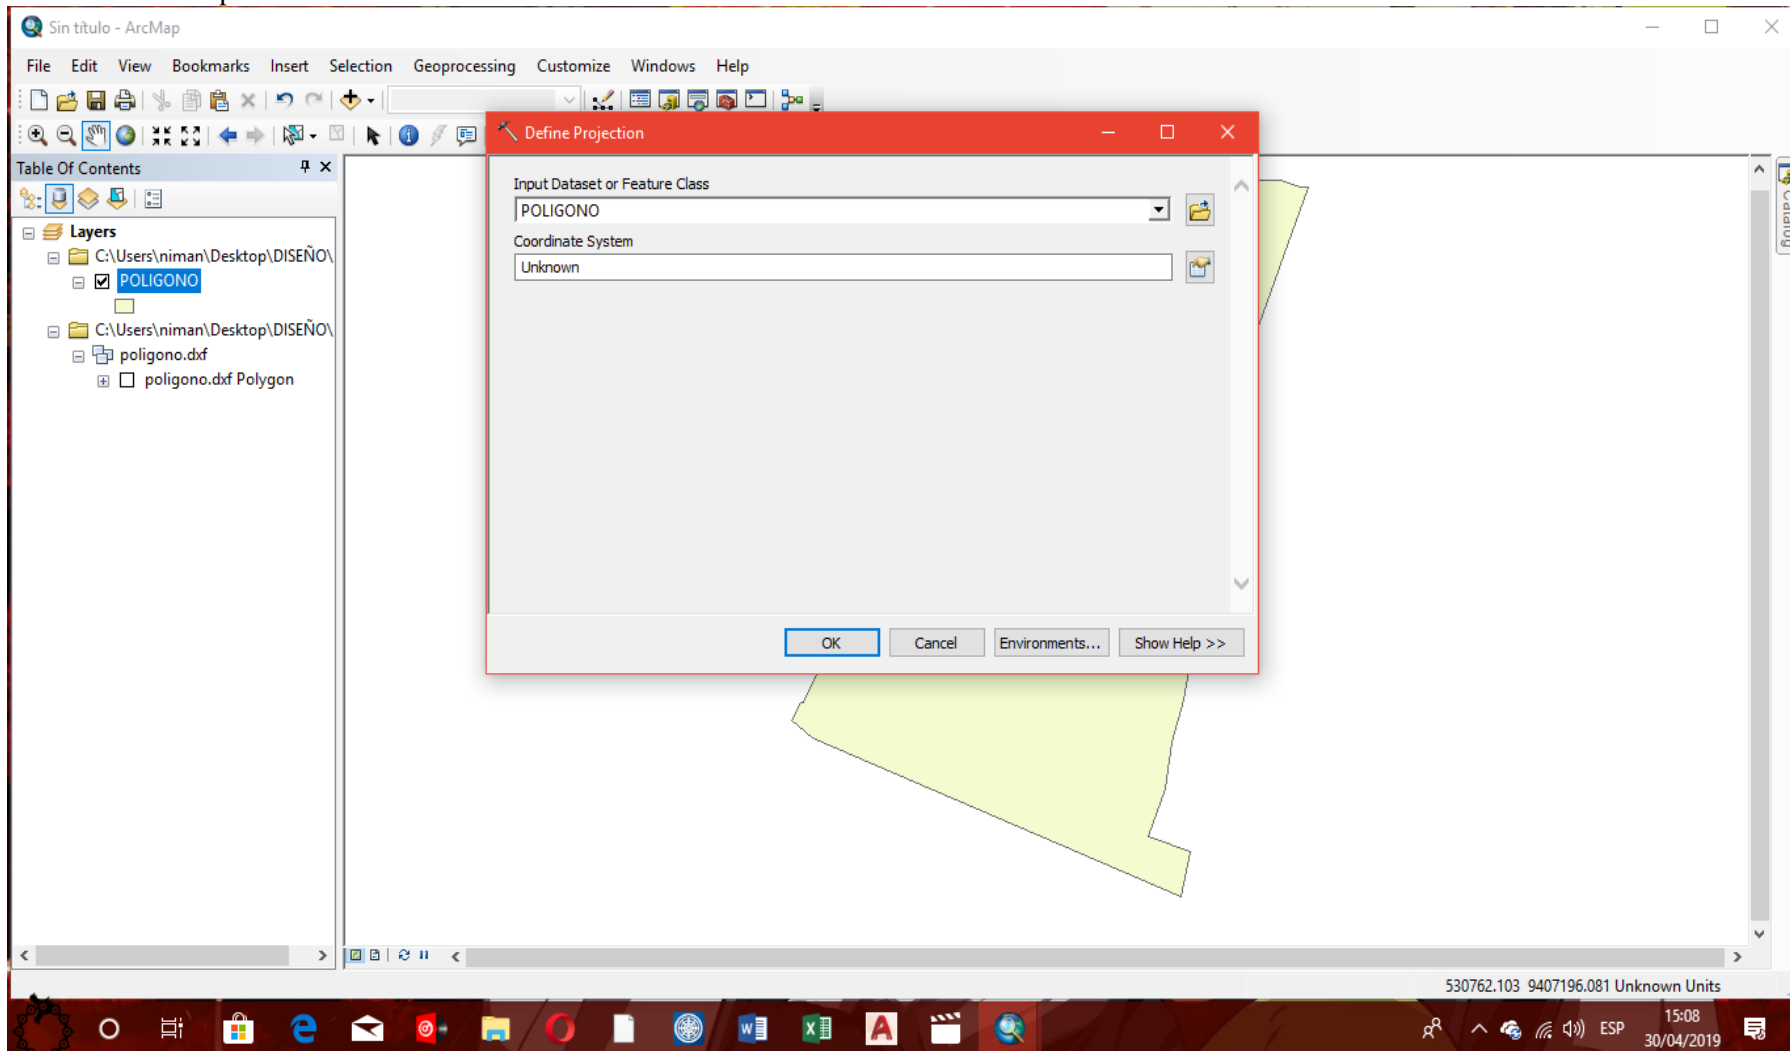 Sin título - ArcMap
File Edit View Bookmarks Insert Selection Geoprocessing Customize Windows Help
Define Projection
Table Of Contents
Input Dataset or Feature Class
POLIGONO
Coordinate System
Unknown
Layers
C:\Users\niman\Desktop\DISEÑO\
POLIGONO
C:\Users\niman\Desktop\DISEÑO\
poligono.dxf
poligono.dxf Polygon
Catalog
OK Cancel Environments... Show Help >>
530762.103 9407196.081 Unknown Units
ESP
15:08
30/04/2019